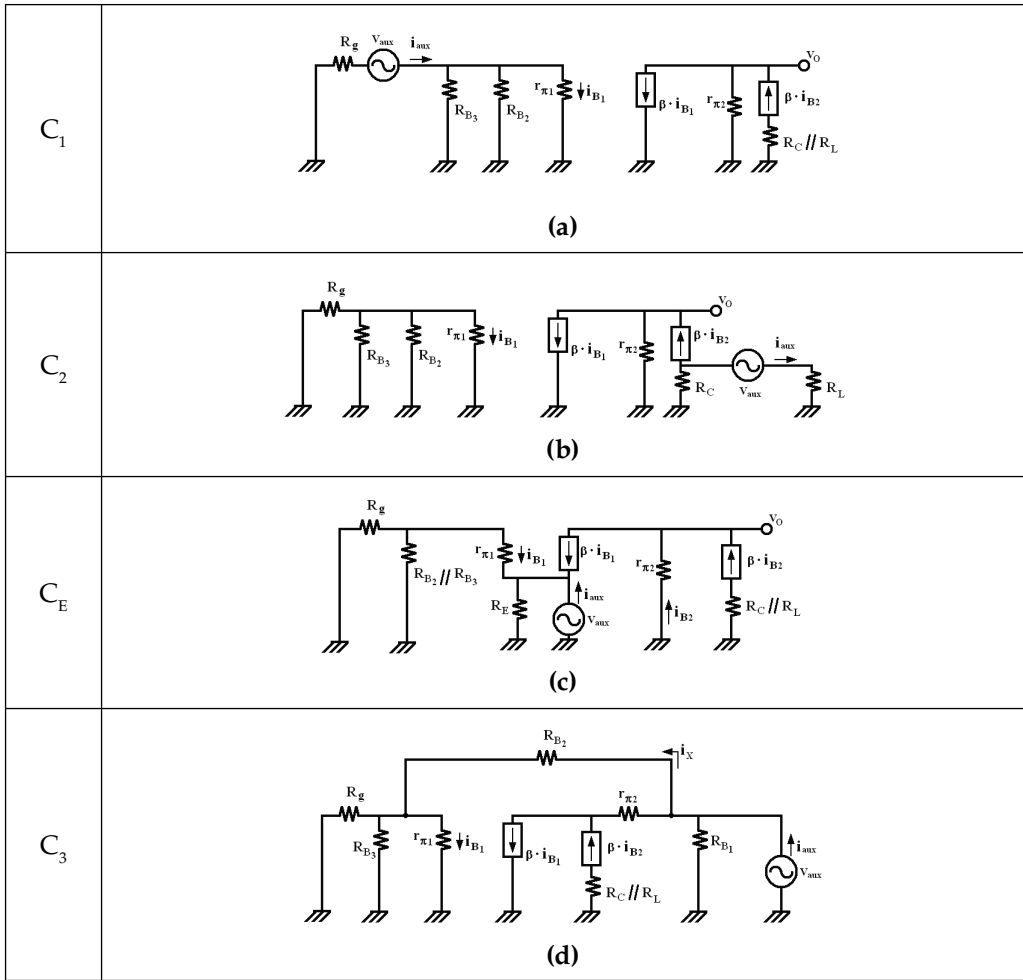 C1
Rg
vaux
iaux
RB3
RB2
rπ1
iB1
β · iB1
rπ2
vo
β · iB2
RC // RL
(a)
C2
Rg
RB3
RB2
rπ1
iB1
β · iB1
rπ2
vo
β · iB2
RC
iaux
vaux
RL
(b)
CE
Rg
RB2 // RB3
rπ1
iB1
RE
β · iB1
iaux
vaux
rπ2
iB2
vo
β · iB2
RC // RL
(c)
C3
RB2
ix
Rg
RB3
rπ1
iB1
β · iB1
rπ2
β · iB2
RC // RL
RB1
iaux
vaux
(d)